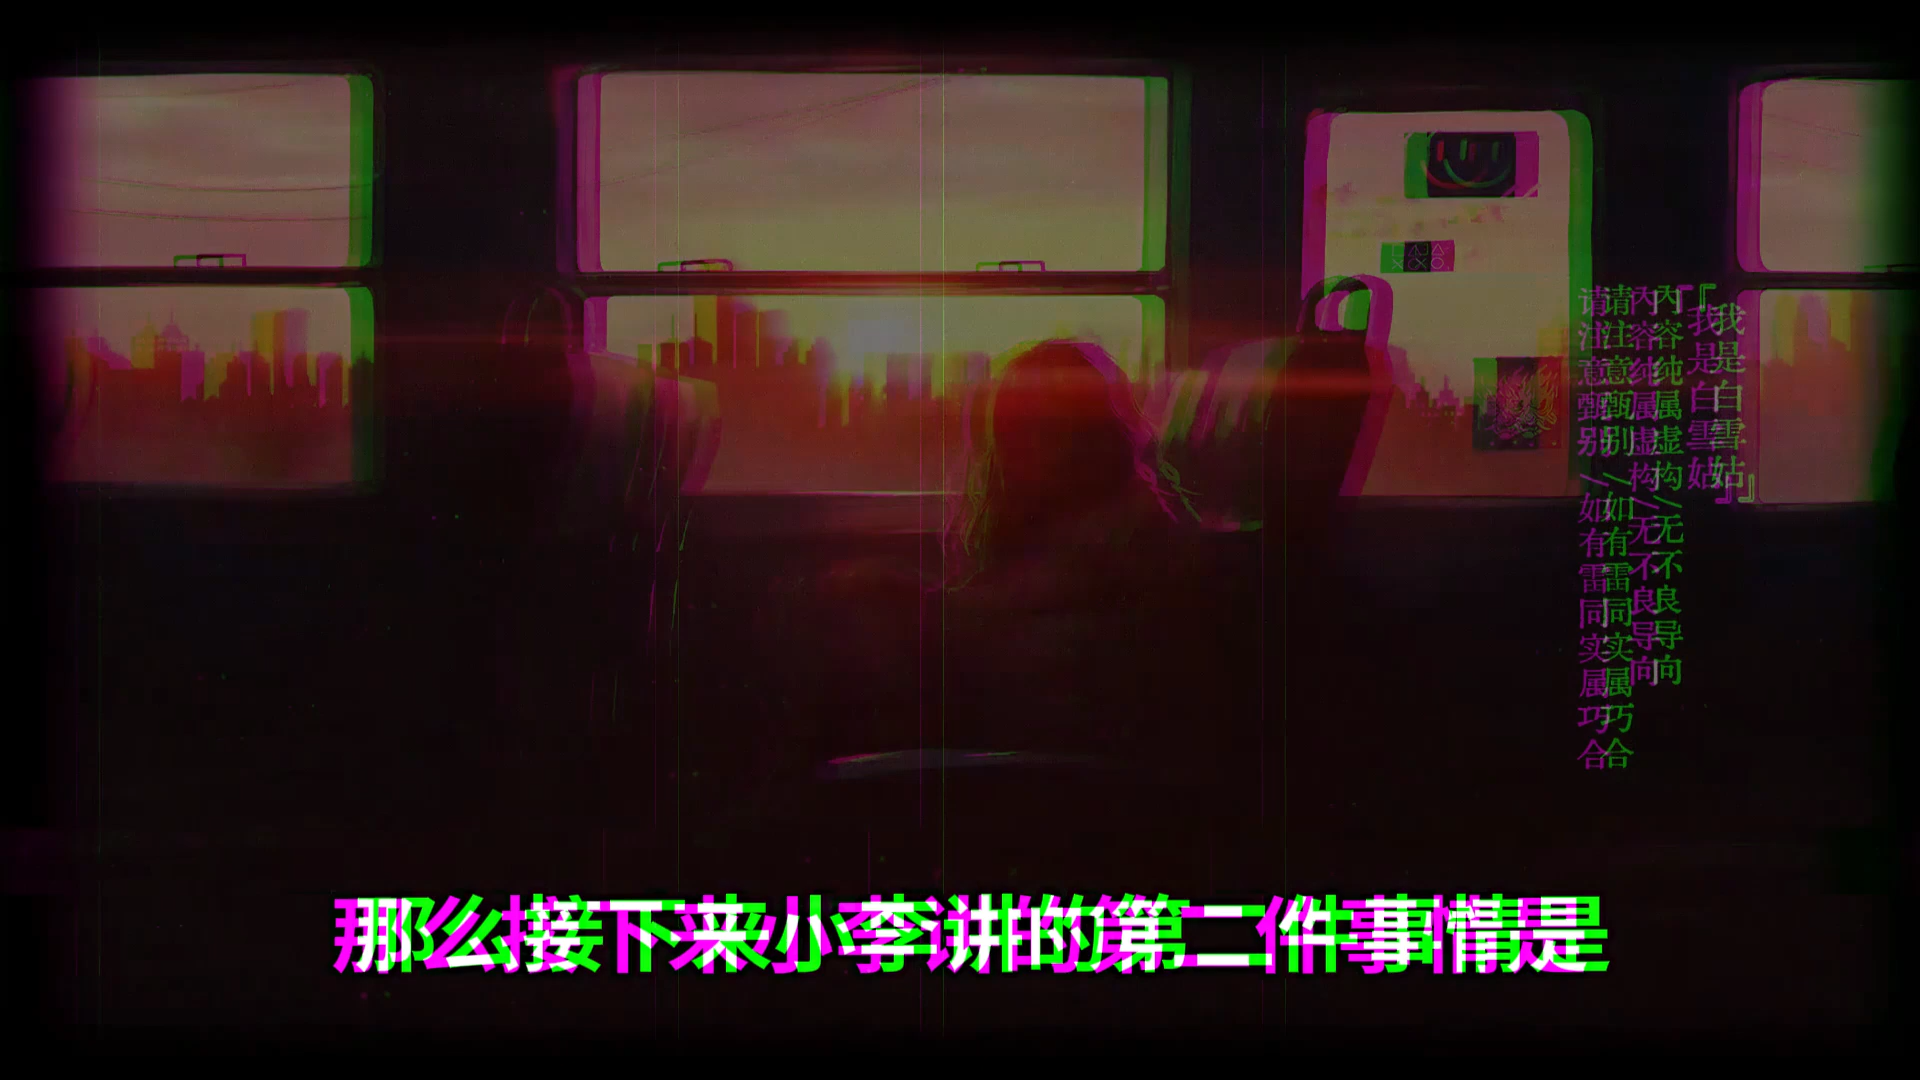 『我是白雪姑』
内容纯属虚构/无不良导向
请注意甄别/如有雷同实属巧合
那么接下来小李讲的第二件事情是